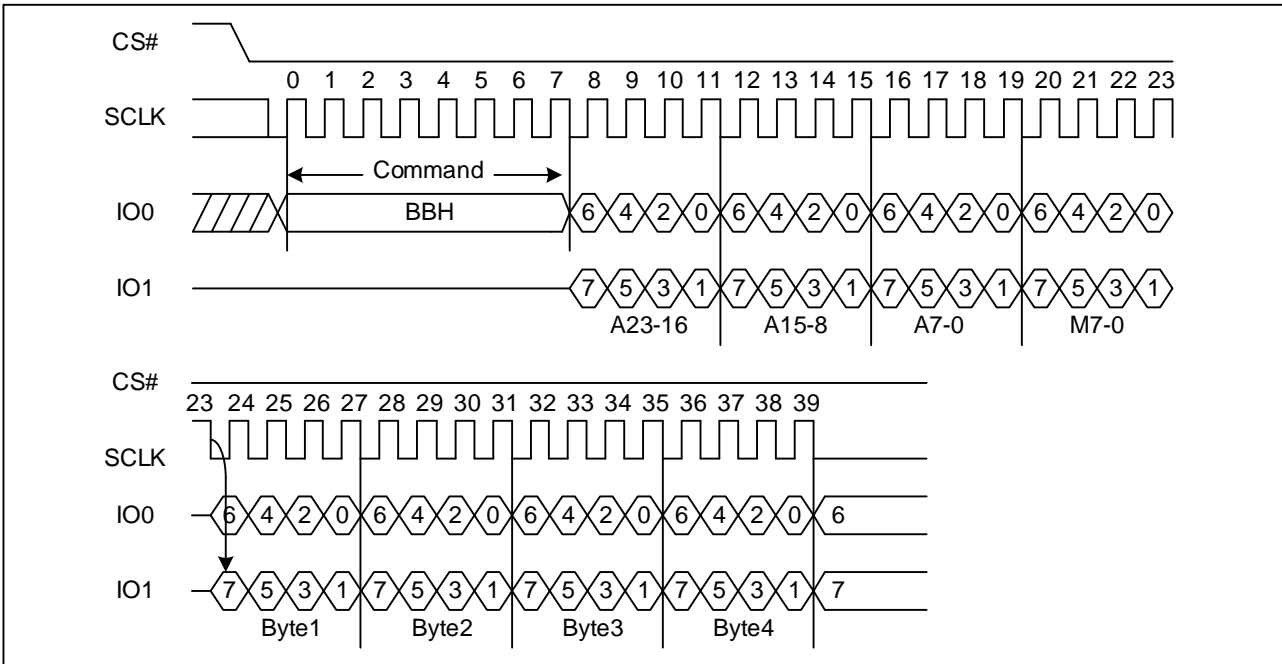 CS#
0 1 2 3 4 5 6 7 8 9 10 11 12 13 14 15 16 17 18 19 20 21 22 23
SCLK
Command
IO0 BBH 6 4 2 0 6 4 2 0 6 4 2 0 6 4 2 0
IO1 7 5 3 1 7 5 3 1 7 5 3 1 7 5 3 1
A23-16 A15-8 A7-0 M7-0
CS#
23 24 25 26 27 28 29 30 31 32 33 34 35 36 37 38 39
SCLK
IO0 6 4 2 0 6 4 2 0 6 4 2 0 6 4 2 0 6
IO1 7 5 3 1 7 5 3 1 7 5 3 1 7 5 3 1 7
Byte1 Byte2 Byte3 Byte4